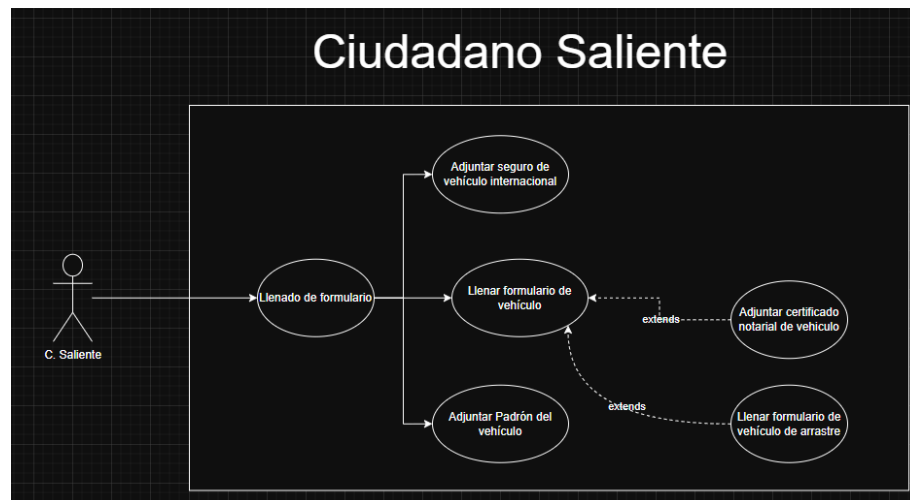 Ciudadano Saliente
Adjuntar seguro de
vehículo internacional
Llenado de formulario
Llenar formulario de
vehículo
extends
Adjuntar certificado
notarial de vehiculo
C. Saliente
extends
Adjuntar Padrón del
vehículo
Llenar formulario de
vehículo de arrastre